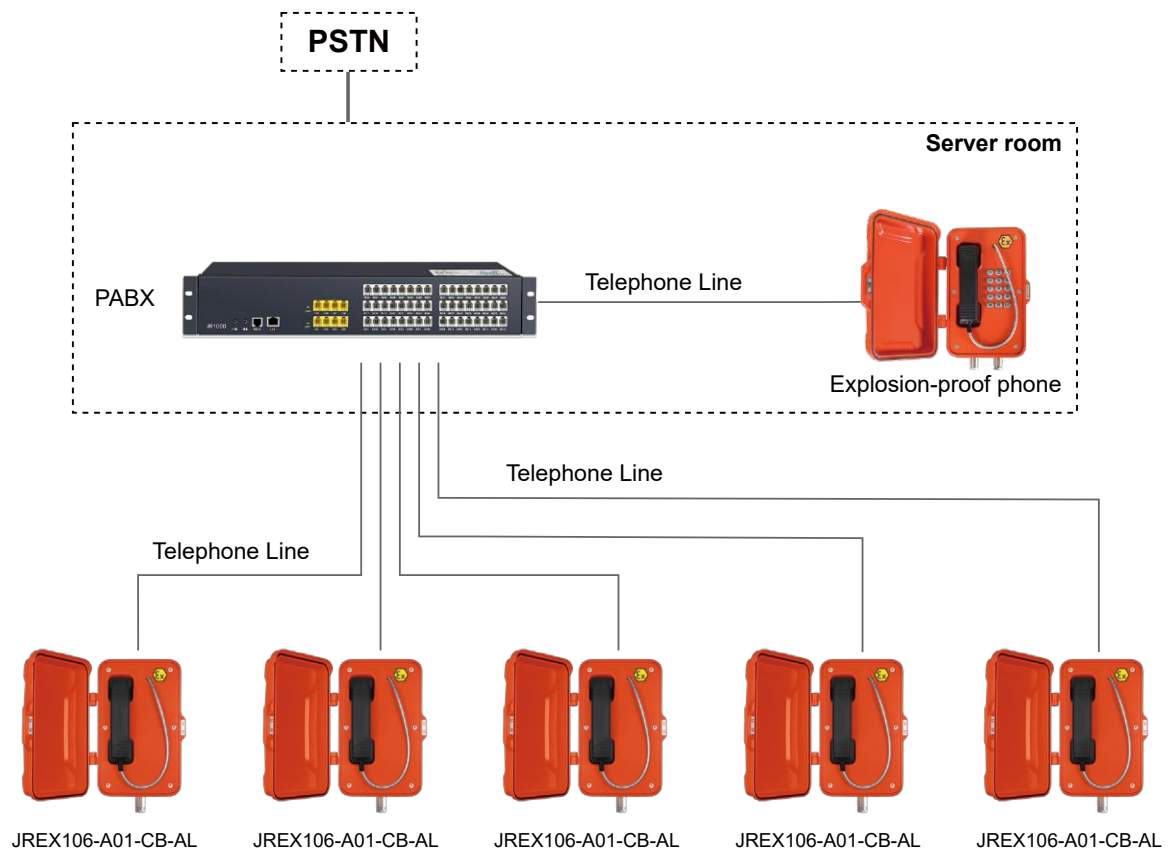 PSTN
Server room
PABX
JR1000
Telephone Line
Explosion-proof phone
Telephone Line
Telephone Line
JREX106-A01-CB-AL
JREX106-A01-CB-AL
JREX106-A01-CB-AL
JREX106-A01-CB-AL
JREX106-A01-CB-AL